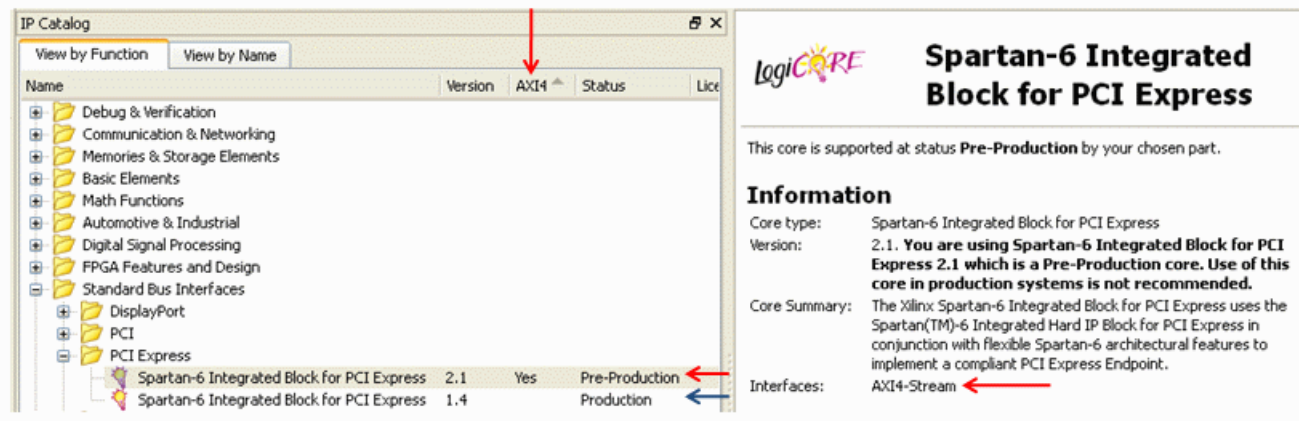 IP Catalog
View by Function View by Name
Name Version AXI4 Status Lice
Debug & Verification
Communication & Networking
Memories & Storage Elements
Basic Elements
Math Functions
Automotive & Industrial
Digital Signal Processing
FPGA Features and Design
Standard Bus Interfaces
DisplayPort
PCI
PCI Express
Spartan-6 Integrated Block for PCI Express 2.1 Yes Pre-Production
Spartan-6 Integrated Block for PCI Express 1.4 Production
LogiCORE
Spartan-6 Integrated
Block for PCI Express
This core is supported at status Pre-Production by your chosen part.
Information
Core type: Spartan-6 Integrated Block for PCI Express
Version: 2.1. You are using Spartan-6 Integrated Block for PCI
Express 2.1 which is a Pre-Production core. Use of this
core in production systems is not recommended.
Core Summary: The Xilinx Spartan-6 Integrated Block for PCI Express uses the
Spartan(TM)-6 Integrated Hard IP Block for PCI Express in
conjunction with flexible Spartan-6 architectural features to
implement a compliant PCI Express Endpoint.
Interfaces: AXI4-Stream